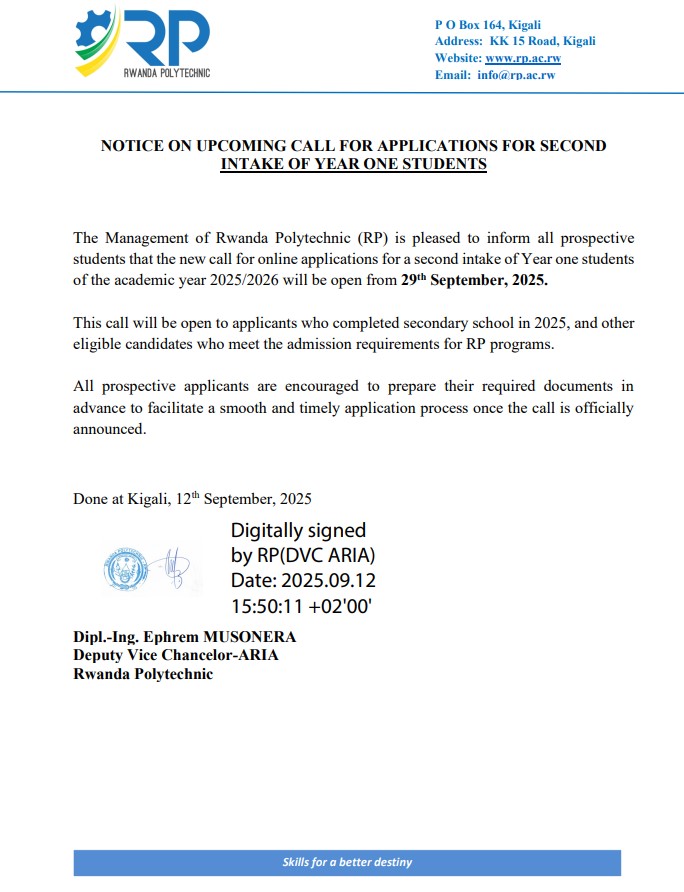 RP
RWANDA POLYTECHNIC
P O Box 164, Kigali
Address: KK 15 Road, Kigali
Website: www.rp.ac.rw
Email: info@rp.ac.rw
NOTICE ON UPCOMING CALL FOR APPLICATIONS FOR SECOND
INTAKE OF YEAR ONE STUDENTS
The Management of Rwanda Polytechnic (RP) is pleased to inform all prospective
students that the new call for online applications for a second intake of Year one students
of the academic year 2025/2026 will be open from 29th September, 2025.
This call will be open to applicants who completed secondary school in 2025, and other
eligible candidates who meet the admission requirements for RP programs.
All prospective applicants are encouraged to prepare their required documents in
advance to facilitate a smooth and timely application process once the call is officially
announced.
Done at Kigali, 12th September, 2025
Digitally signed
by RP(DVC ARIA)
Date: 2025.09.12
15:50:11 +02'00'
Dipl.-Ing. Ephrem MUSONERA
Deputy Vice Chancelor-ARIA
Rwanda Polytechnic
Skills for a better destiny